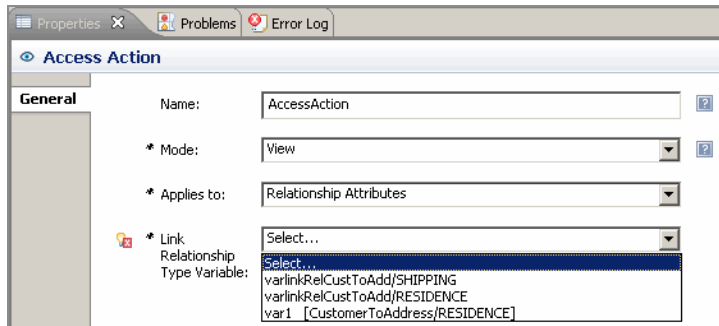 Properties Problems Error Log
Access Action
General
Name: AccessAction
* Mode: View
* Applies to: Relationship Attributes
* Link Select...
Relationship
Type Variable:
Select...
varlinkRelCustToAdd/SHIPPING
varlinkRelCustToAdd/RESIDENCE
var1 [CustomerToAddress/RESIDENCE]